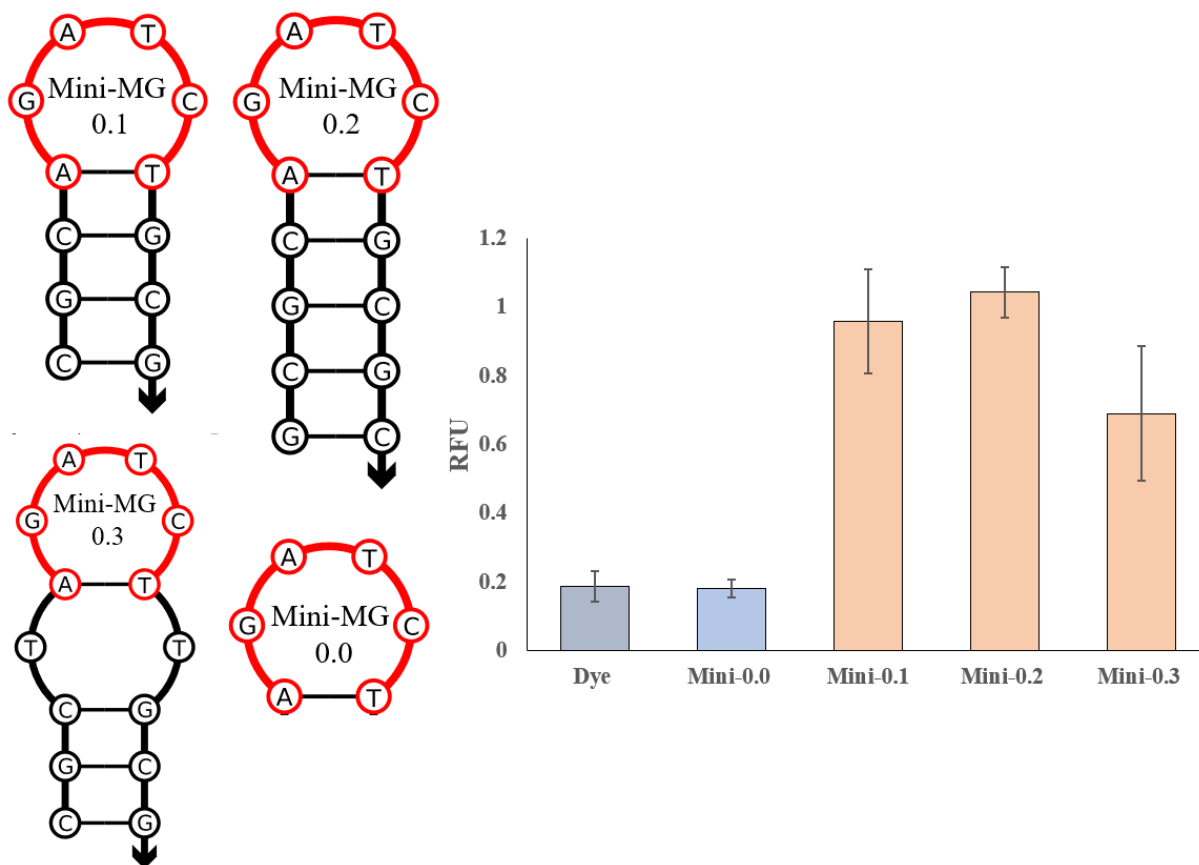 A T
G Mini-MG C
0.1
A T
C G
G C
C G
A T
G Mini-MG C
0.2
A T
C G
G C
C G
G C
A T
Mini-MG
G C
0.3
A T
T T
C G
G C
C G
A T
G Mini-MG C
0.0
A T
RFU
1.2
1
0.8
0.6
0.4
0.2
0
Dye Mini-0.0 Mini-0.1 Mini-0.2 Mini-0.3